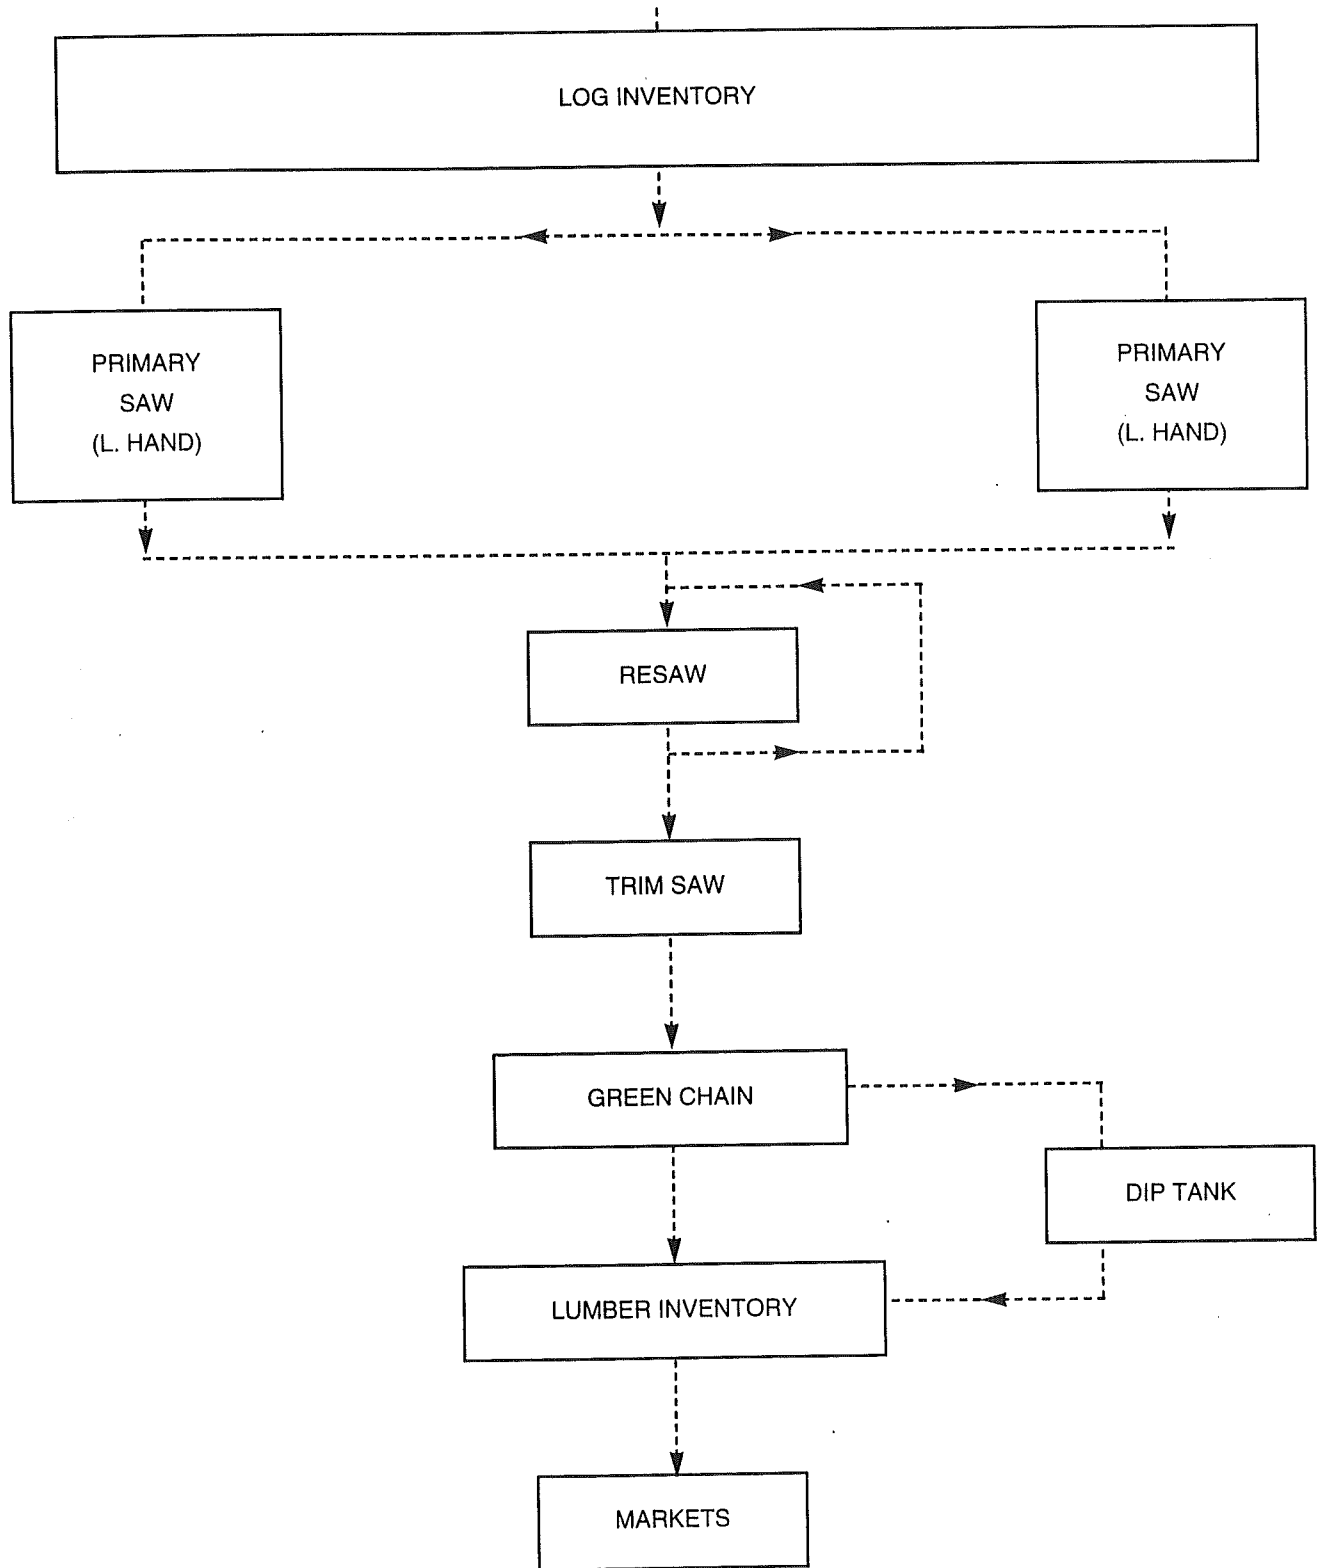 LOG INVENTORY
PRIMARY
SAW
(L. HAND)
PRIMARY
SAW
(L. HAND)
RESAW
TRIM SAW
GREEN CHAIN
DIP TANK
LUMBER INVENTORY
MARKETS